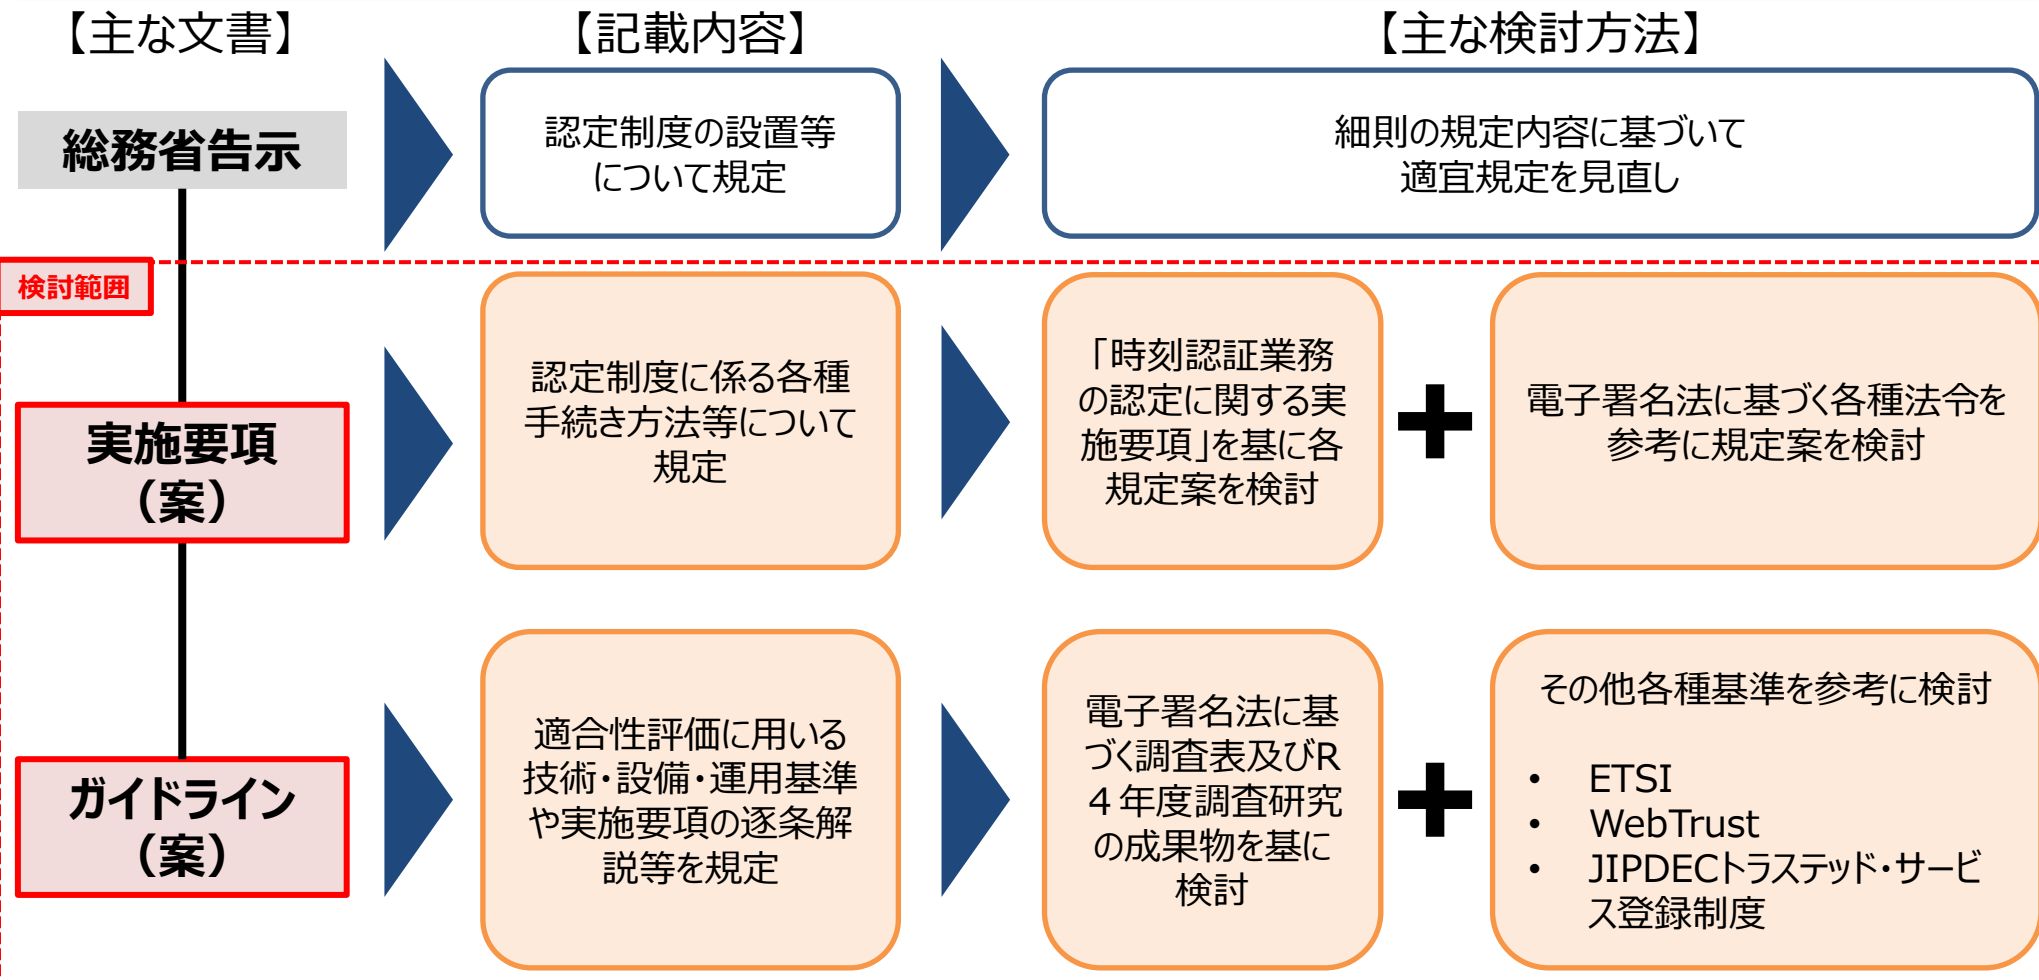 【主な文書】
【記載内容】
【主な検討方法】
総務省告示
認定制度の設置等
について規定
細則の規定内容に基づいて
適宜規定を見直し
検討範囲
実施要項
（案）
認定制度に係る各種
手続き方法等について
規定
「時刻認証業務
の認定に関する実
施要項」を基に各
規定案を検討
電子署名法に基づく各種法令を
参考に規定案を検討
ガイドライン
（案）
適合性評価に用いる
技術・設備・運用基準
や実施要項の逐条解
説等を規定
電子署名法に基
づく調査表及びR
４年度調査研究
の成果物を基に
検討
その他各種基準を参考に検討
• ETSI
• WebTrust
• JIPDECトラステッド・サービ
ス登録制度